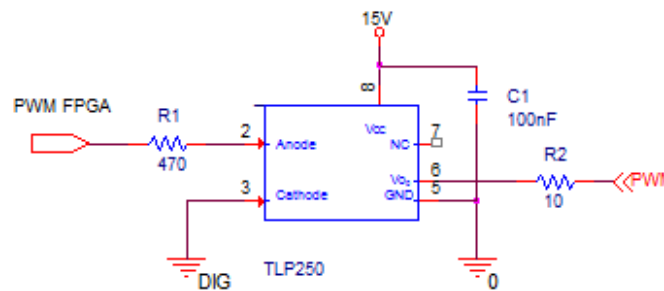 15V
PWM FPGA
R1
470
2
Anode
3
Cathode
DIG
TLP250
8
Vcc
NC
7
Vo
6
GND
5
C1
100nF
R2
10
PWM
0